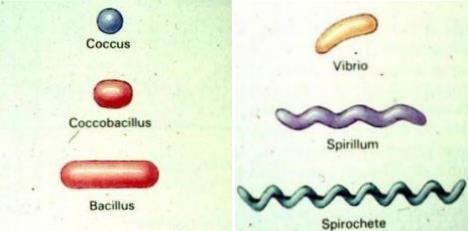 Coccus
Coccobacillus
Bacillus
Vibrio
Spirillum
Spirochete